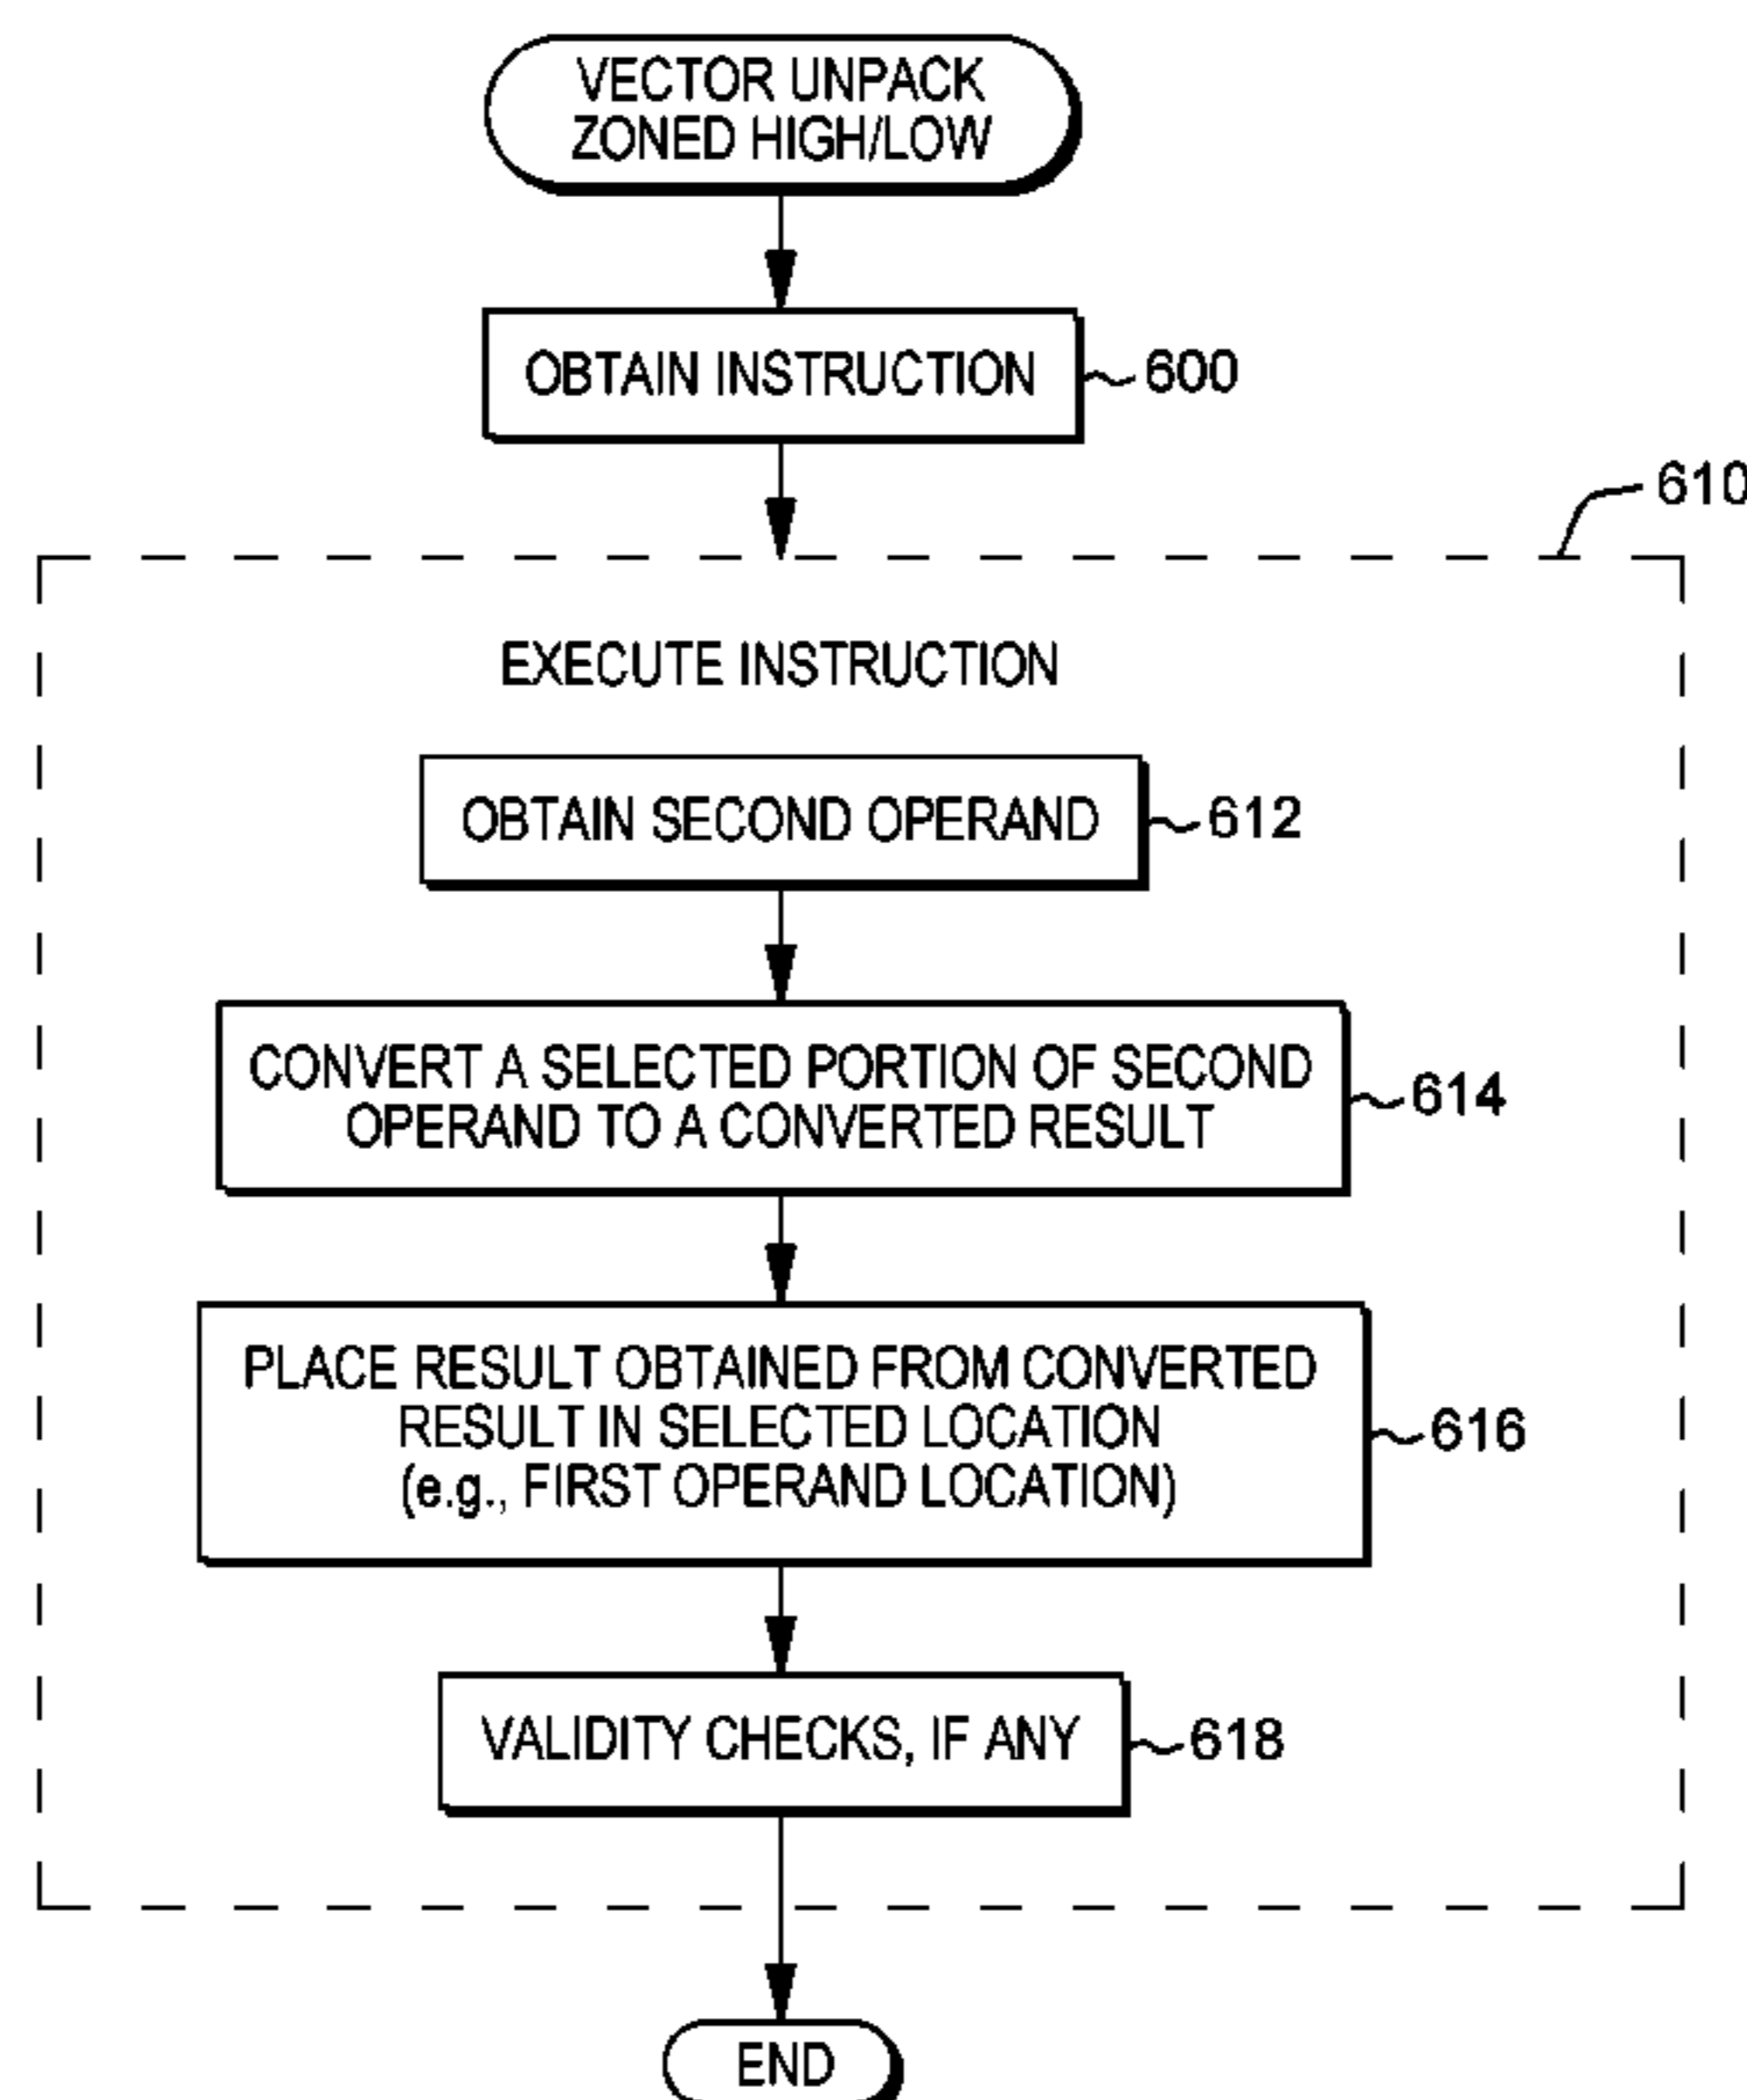 VECTOR UNPACK
ZONED HIGH/LOW
OBTAIN INSTRUCTION
600
610
EXECUTE INSTRUCTION
OBTAIN SECOND OPERAND
612
CONVERT A SELECTED PORTION OF SECOND
OPERAND TO A CONVERTED RESULT
614
PLACE RESULT OBTAINED FROM CONVERTED
RESULT IN SELECTED LOCATION
(e.g., FIRST OPERAND LOCATION)
616
VALIDITY CHECKS, IF ANY
618
END